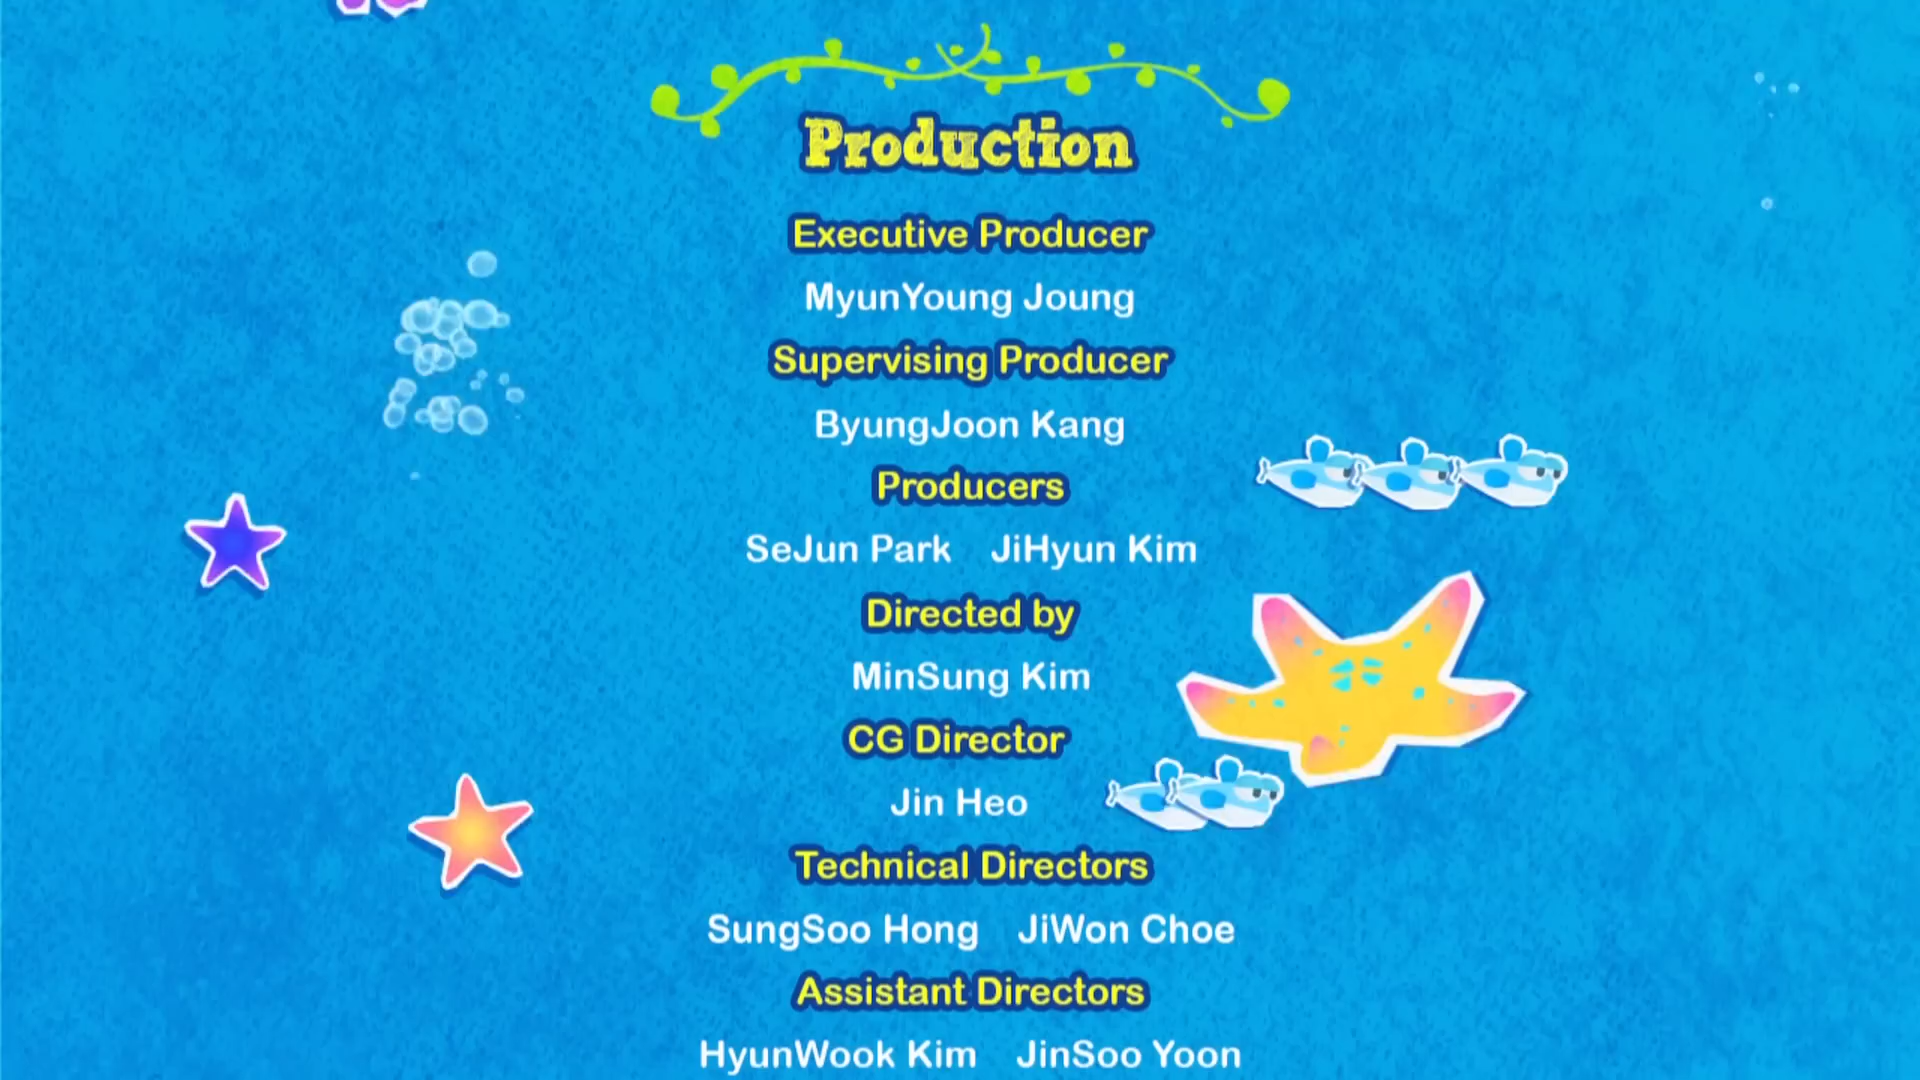 Production
Executive Producer
MyunYoung Joung
Supervising Producer
ByungJoon Kang
Producers
SeJun Park JiHyun Kim
Directed by
MinSung Kim
CG Director
Jin Heo
Technical Directors
SungSoo Hong JiWon Choe
Assistant Directors
HyunWook Kim JinSoo Yoon